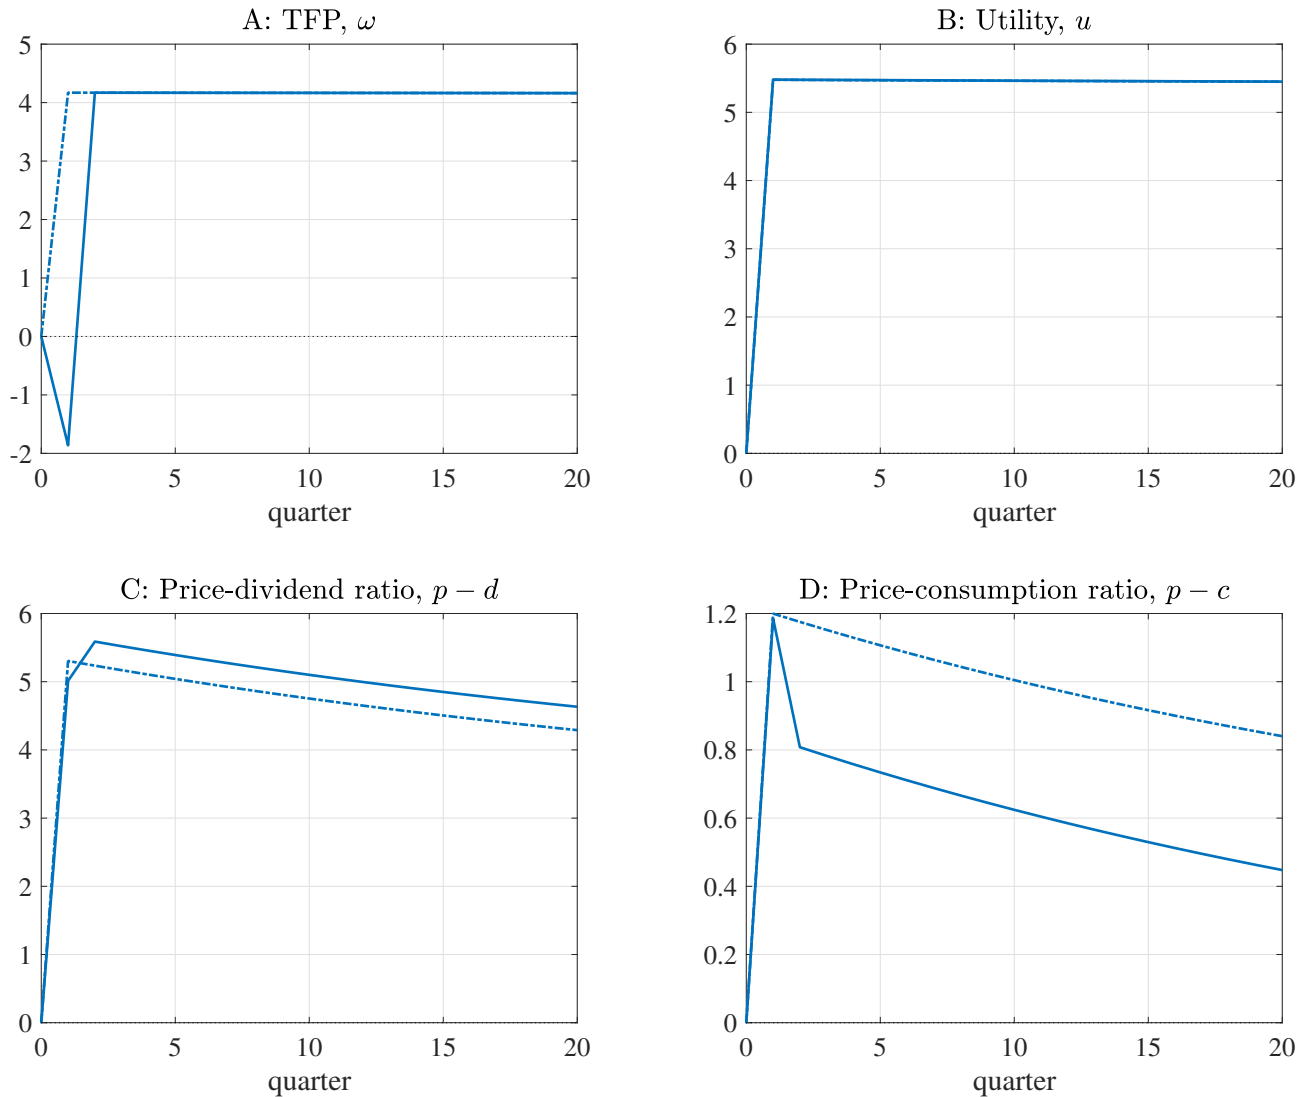 A: TFP, ω
5
4
3
2
1
0
-1
-2
0 5 10 15 20
quarter
B: Utility, u
6
5
4
3
2
1
0
0 5 10 15 20
quarter
C: Price-dividend ratio, p − d
6
5
4
3
2
1
0
0 5 10 15 20
quarter
D: Price-consumption ratio, p − c
1.2
1
0.8
0.6
0.4
0.2
0
0 5 10 15 20
quarter